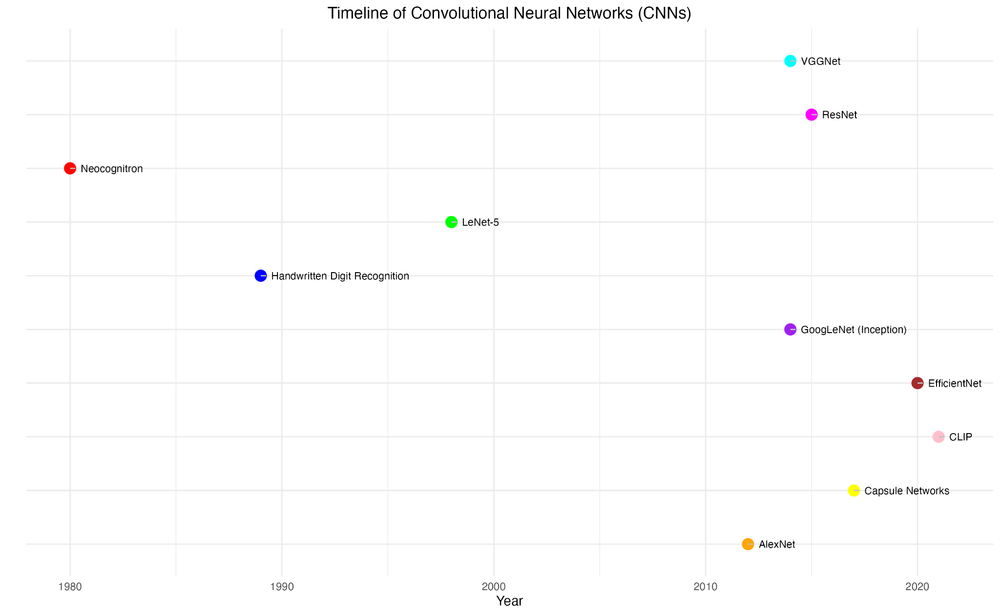 Timeline of Convolutional Neural Networks (CNNs)
VGGNet
ResNet
Neocognitron
LeNet-5
Handwritten Digit Recognition
GoogLeNet (Inception)
EfficientNet
CLIP
Capsule Networks
AlexNet
1980 1990 2000 2010 2020
Year